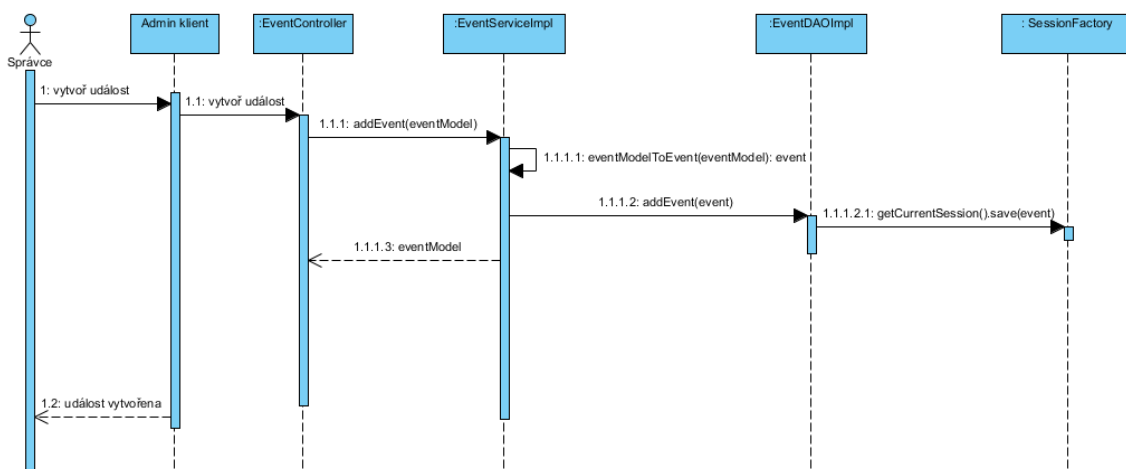 Správce
Admin klient
:EventController
:EventServiceImpl
:EventDAOImpl
: SessionFactory
1: vytvoř událost
1.1: vytvoř událost
1.1.1: addEvent(eventModel)
1.1.1.1: eventModelToEvent(eventModel): event
1.1.1.2: addEvent(event)
1.1.1.2.1: getCurrentSession().save(event)
1.1.1.3: eventModel
1.2: událost vytvořena